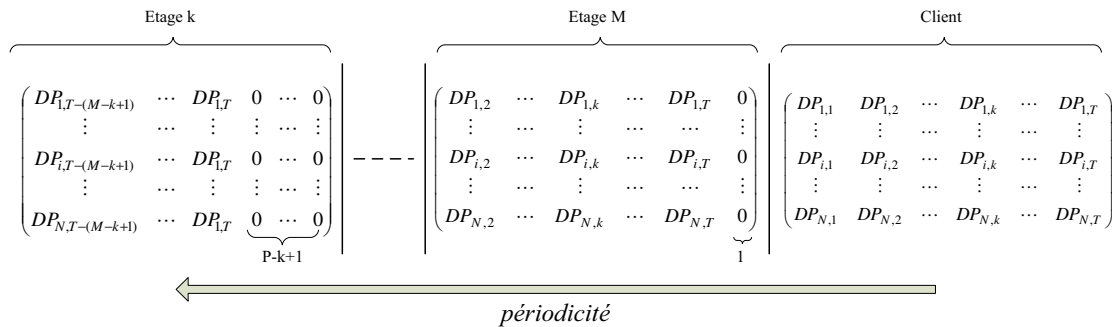 Etage k Etage M Client
DP1,T−(M−k+1) ⋯ DP1,T 0 ⋯ 0 DP1,2 ⋯ DP1,k ⋯ DP1,T 0 DP1,1 DP1,2 ⋯ DP1,k ⋯ DP1,T
⋮ ⋯ ⋮ ⋮ ⋯ ⋮ ⋮ ⋯ ⋮ ⋯ ... ⋮ ⋮ ⋮ ⋯ ⋮ ⋯ ⋮
DPi,T−(M−k+1) ⋯ DP1,T 0 ⋯ 0 DPi,2 ⋯ DPi,k ⋯ DPi,T 0 DPi,1 DPi,2 ⋯ DPi,k ⋯ DPi,T
⋮ ⋯ ⋮ ⋮ ⋯ ⋮ ⋮ ⋯ ⋮ ⋯ ... ⋮ ⋮ ⋮ ⋯ ⋮ ⋯ ⋮
DPN,T−(M−k+1) ⋯ DP1,T 0 ⋯ 0 DPN,2 ⋯ DPN,k ⋯ DPN,T 0 DPN,1 DPN,2 ⋯ DPN,k ⋯ DPN,T
P-k+1 1
périodicité